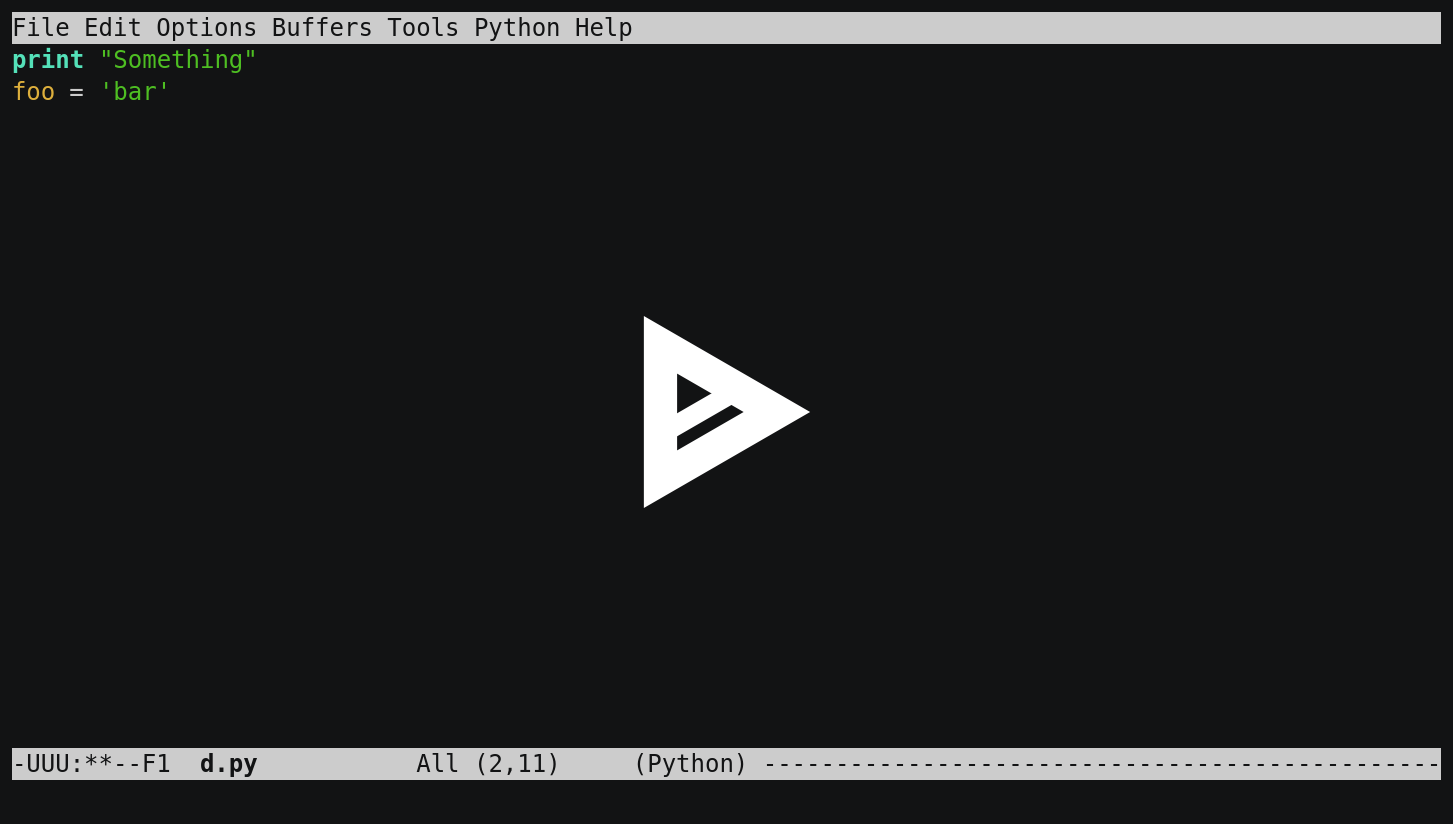 File Edit Options Buffers Tools Python Help
print "Something"
foo = 'bar'
-UUU:**--F1  d.py           All (2,11)     (Python) -----------------------------------------------